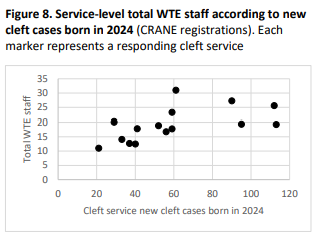 Figure 8. Service-level total WTE staff according to new
cleft cases born in 2024 (CRANE registrations). Each
marker represents a responding cleft service
35
30
25
20
15
10
5
0
Total WTE staff
0 20 40 60 80 100 120
Cleft service new cleft cases born in 2024